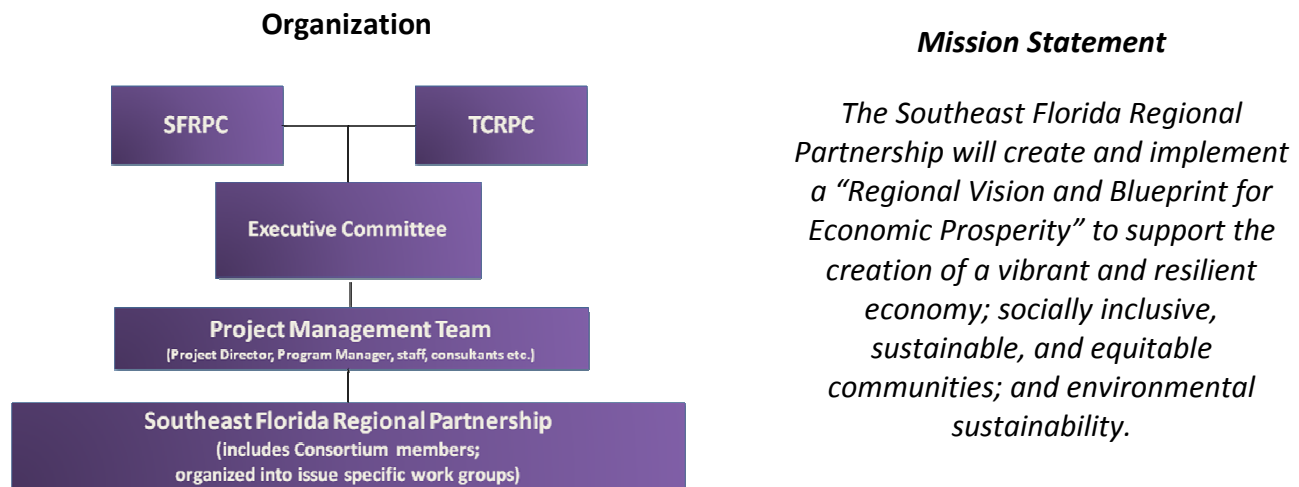 Organization
SFRPC
TCRPC
Executive Committee
Project Management Team
(Project Director, Program Manager, staff, consultants etc.)
Southeast Florida Regional Partnership
(includes Consortium members;
organized into issue specific work groups)
Mission Statement
The Southeast Florida Regional
Partnership will create and implement
a “Regional Vision and Blueprint for
Economic Prosperity” to support the
creation of a vibrant and resilient
economy; socially inclusive,
sustainable, and equitable
communities; and environmental
sustainability.